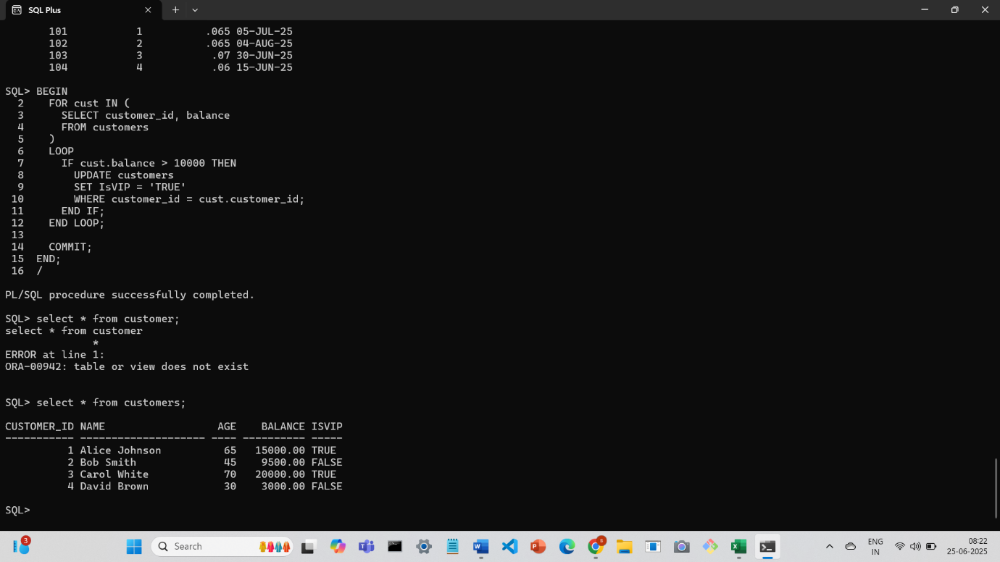 SQL Plus
101 1 .065 05-JUL-25
102 2 .065 04-AUG-25
103 3 .07 30-JUN-25
104 4 .06 15-JUN-25
SQL> BEGIN
2 FOR cust IN (
3 SELECT customer_id, balance
4 FROM customers
5 )
6 LOOP
7 IF cust.balance > 10000 THEN
8 UPDATE customers
9 SET IsVIP = 'TRUE'
10 WHERE customer_id = cust.customer_id;
11 END IF;
12 END LOOP;
13
14 COMMIT;
15 END;
16 /
PL/SQL procedure successfully completed.
SQL> select * from customer;
select * from customer
*
ERROR at line 1:
ORA-00942: table or view does not exist
SQL> select * from customers;
CUSTOMER_ID NAME AGE BALANCE ISVIP
----------- -------------------- ---- ---------- -----
1 Alice Johnson 65 15000.00 TRUE
2 Bob Smith 45 9500.00 FALSE
3 Carol White 70 20000.00 TRUE
4 David Brown 30 3000.00 FALSE
SQL>
3
Search
8
ENG
IN
08:22
25-06-2025